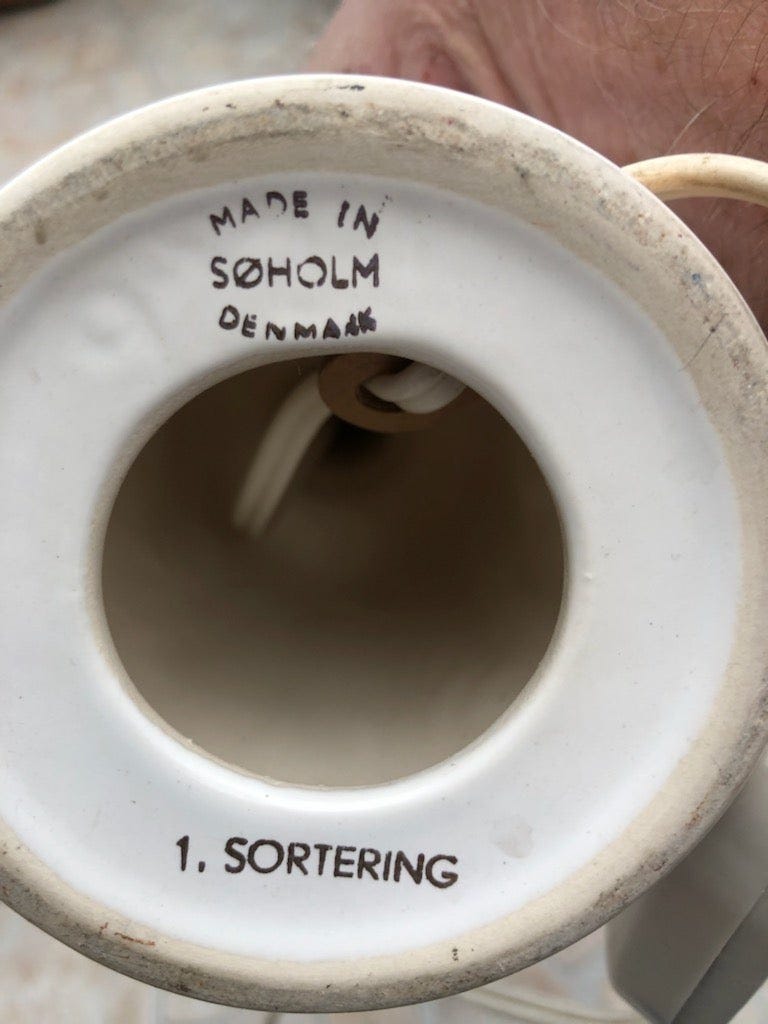 MADE IN
SØHOLM
DENMARK
1. SORTERING